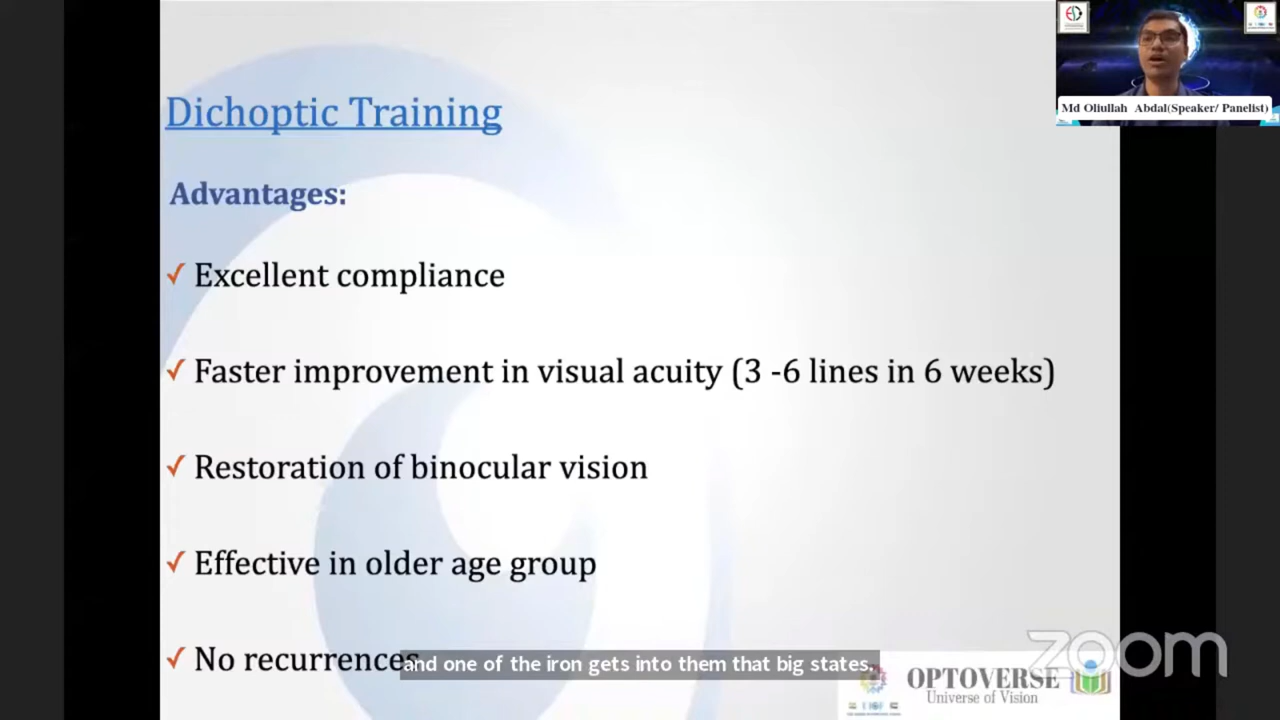 Dichoptic Training
Advantages:
✓ Excellent compliance
✓ Faster improvement in visual acuity (3 -6 lines in 6 weeks)
✓ Restoration of binocular vision
✓ Effective in older age group
✓ No recurrences
and one of the iron gets into them that big states.
Md Oliullah Abdal(Speaker/ Panelist)
zoom
OPTOVERSE
Universe of Vision